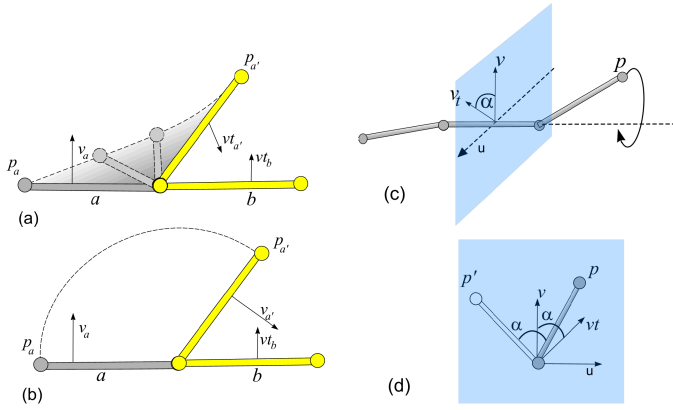 p_a'
vt_a'
v_a
vt_b
p_a
a
b
(a)
p_a'
v_a
v_a'
p_a
vt_b
a
b
(b)
v
p
v_t
α
u
(c)
p'
v
p
α
α
vt
u
(d)